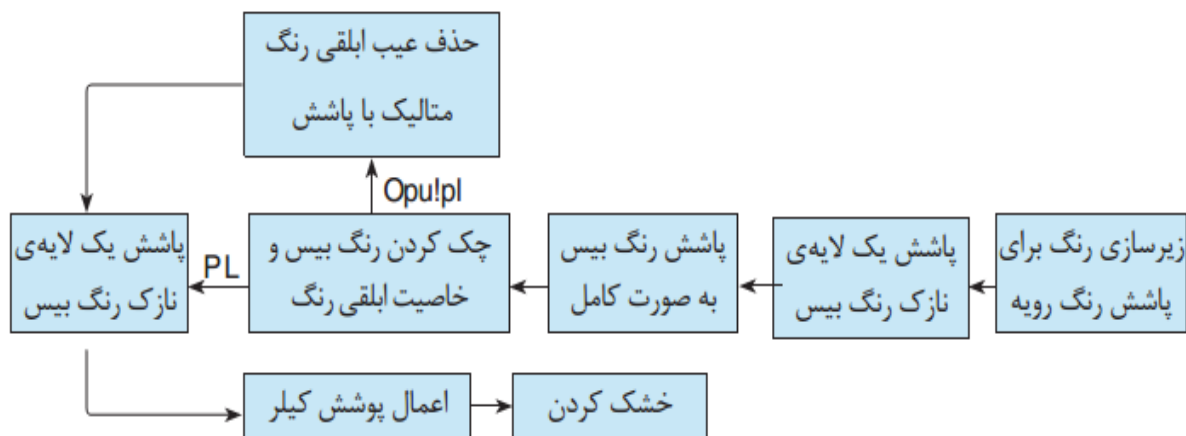 حذف عیب ابلقی رنگ
متالیک با پاشش
Opu!pl
زیرسازی رنگ برای
پاشش رنگ رویه
پاشش یک لایه‌ی
نازک رنگ بیس
پاشش رنگ بیس
به صورت کامل
چک کردن رنگ بیس و
خاصیت ابلقی رنگ
PL
پاشش یک لایه‌ی
نازک رنگ بیس
اعمال پوشش کیلر
خشک کردن